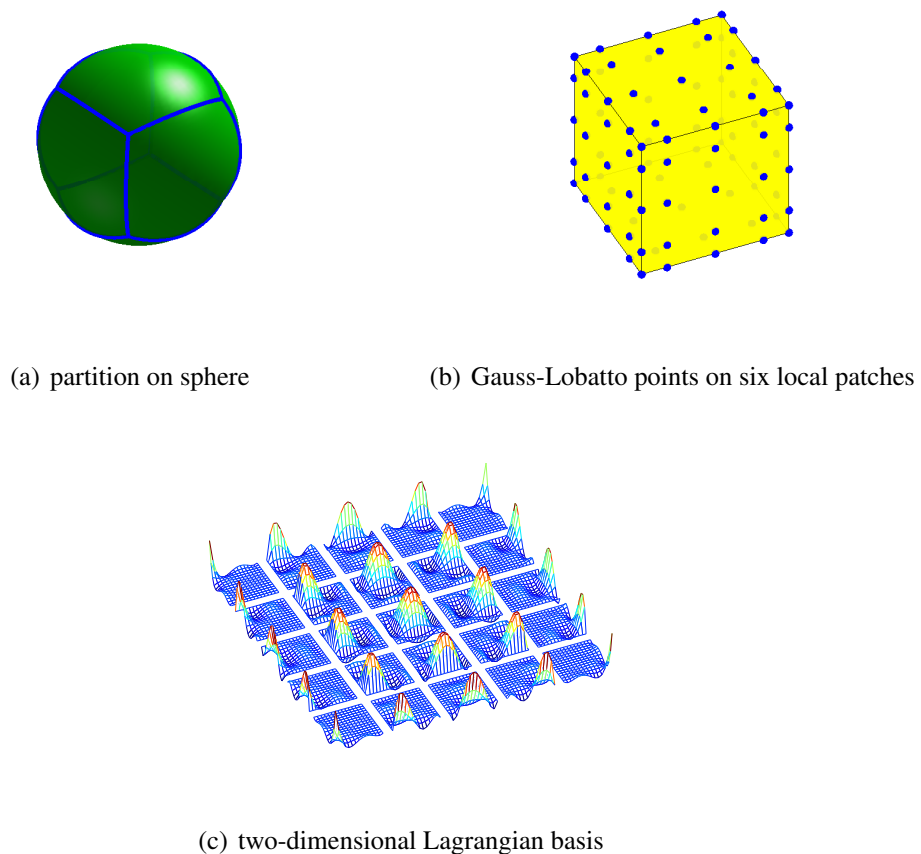 (a) partition on sphere
(b) Gauss-Lobatto points on six local patches
(c) two-dimensional Lagrangian basis